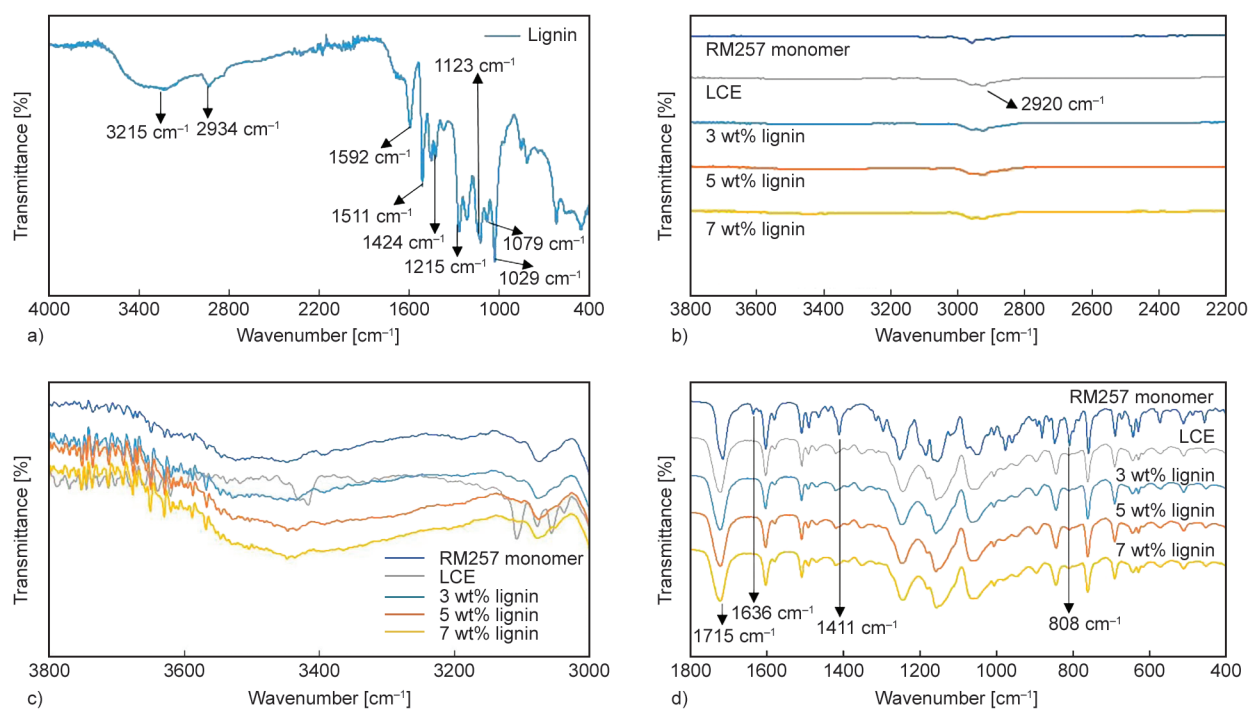 Lignin
1123 cm⁻¹
3215 cm⁻¹ 2934 cm⁻¹
1592 cm⁻¹
1511 cm⁻¹
1424 cm⁻¹
1079 cm⁻¹
1215 cm⁻¹
1029 cm⁻¹
Transmittance [%]
4000 3400 2800 2200 1600 1000 400
Wavenumber [cm⁻¹]
a)
RM257 monomer
LCE
2920 cm⁻¹
3 wt% lignin
5 wt% lignin
7 wt% lignin
Transmittance [%]
3800 3600 3400 3200 3000 2800 2600 2400 2200
Wavenumber [cm⁻¹]
b)
RM257 monomer
LCE
3 wt% lignin
5 wt% lignin
7 wt% lignin
Transmittance [%]
3800 3600 3400 3200 3000
Wavenumber [cm⁻¹]
c)
RM257 monomer
LCE
3 wt% lignin
5 wt% lignin
7 wt% lignin
1636 cm⁻¹
1715 cm⁻¹
1411 cm⁻¹
808 cm⁻¹
Transmittance [%]
1800 1600 1400 1200 1000 800 600 400
Wavenumber [cm⁻¹]
d)